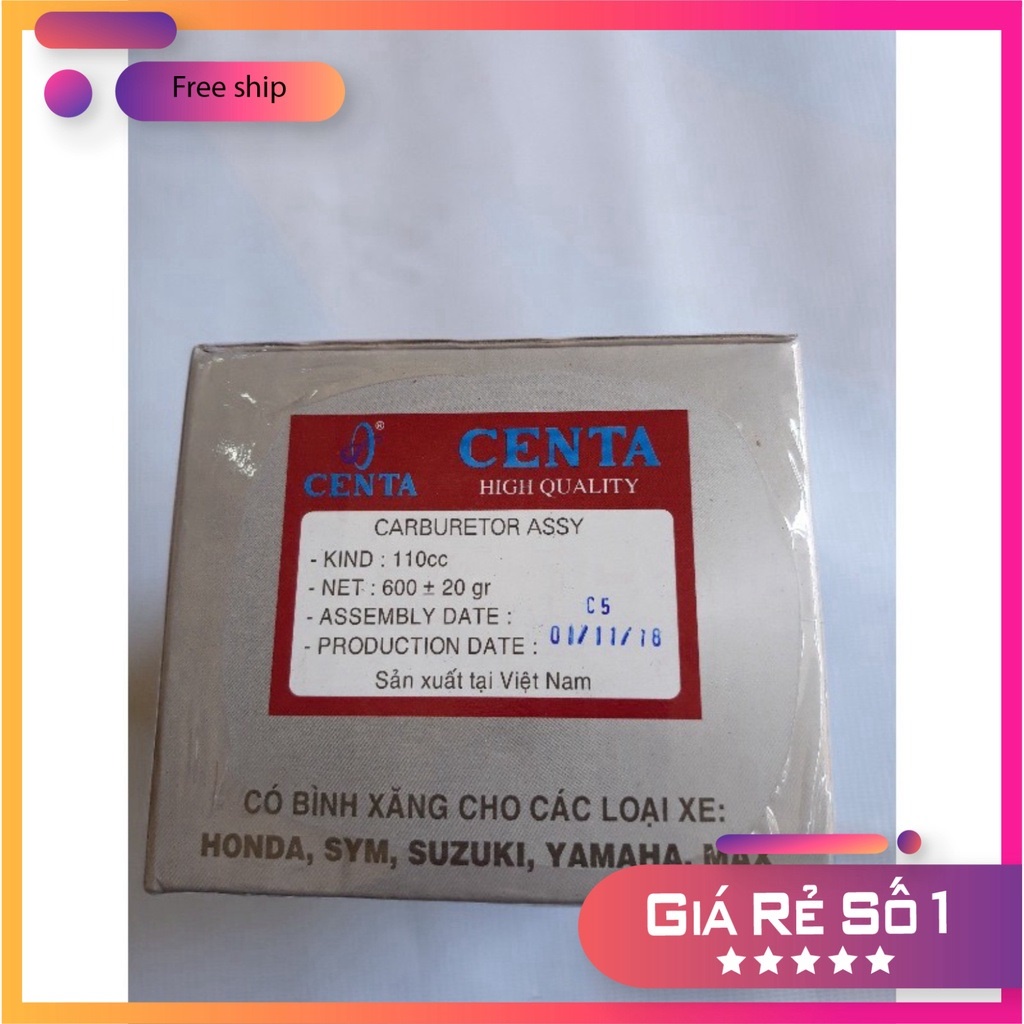 Free ship
®
CENTA
CENTA
HIGH QUALITY
CARBURETOR ASSY
- KIND : 110cc
- NET : 600 ± 20 gr
- ASSEMBLY DATE : C5
- PRODUCTION DATE : 01/11/18
Sản xuất tại Việt Nam
CÓ BÌNH XĂNG CHO CÁC LOẠI XE:
HONDA, SYM, SUZUKI, YAMAHA, MAX
GIÁ RẺ SỐ 1